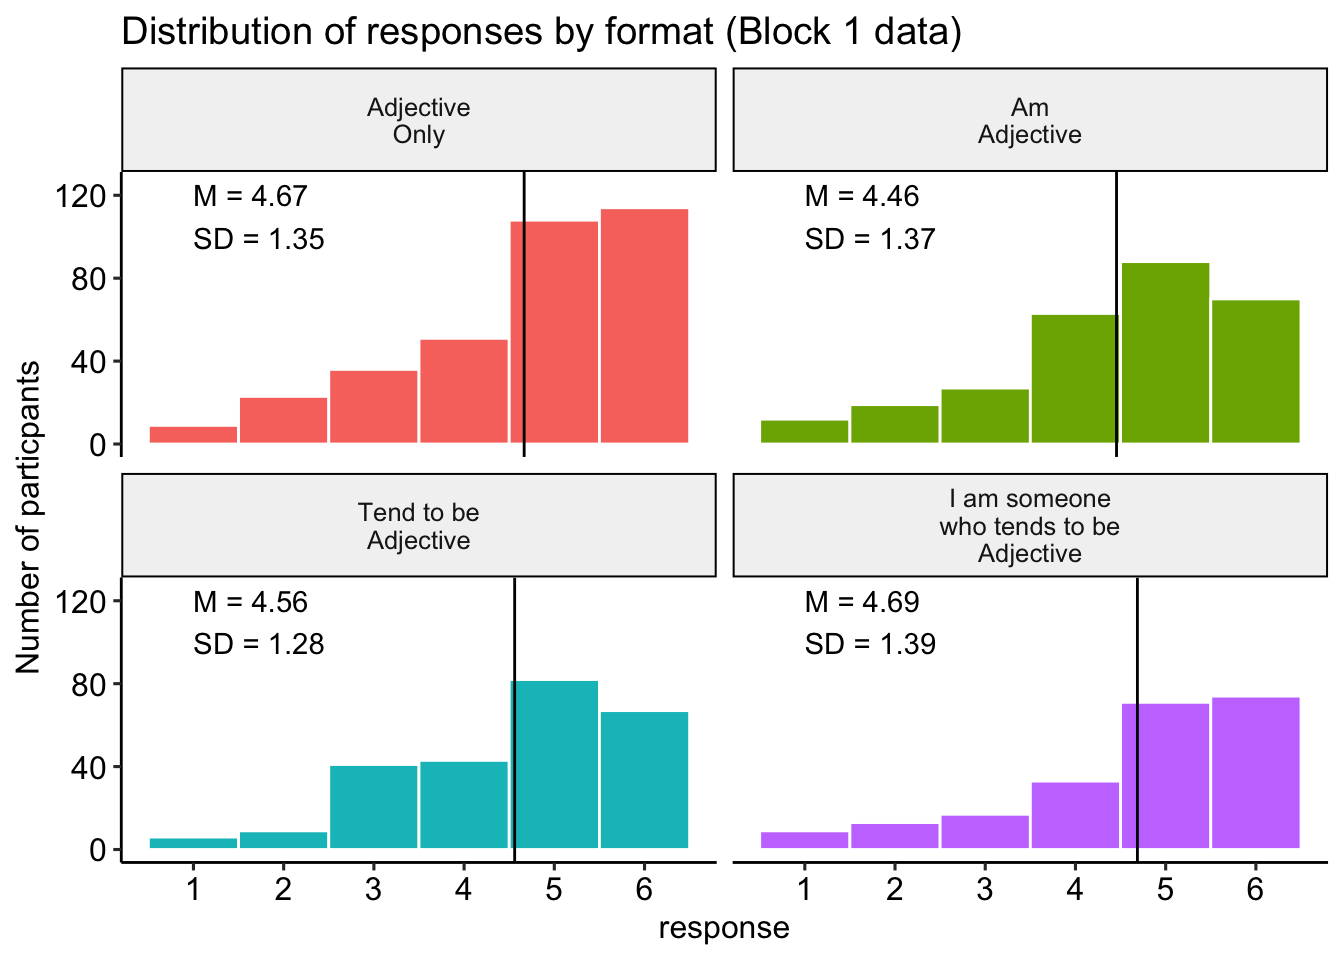 Distribution of responses by format (Block 1 data)
Adjective
Only
Am
Adjective
M = 4.67
SD = 1.35
M = 4.46
SD = 1.37
120
80
40
0
Tend to be
Adjective
I am someone
who tends to be
Adjective
M = 4.56
SD = 1.28
M = 4.69
SD = 1.39
120
80
40
0
Number of particpants
1 2 3 4 5 6
1 2 3 4 5 6
response